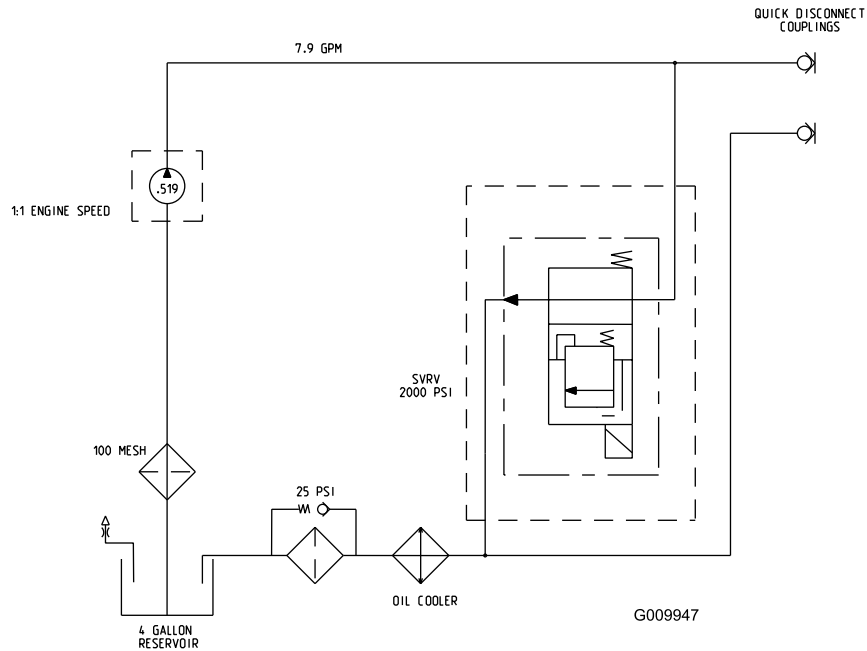 QUICK DISCONNECT
COUPLINGS
7.9 GPM
.519
1:1 ENGINE SPEED
SVRV
2000 PSI
100 MESH
25 PSI
OIL COOLER
G009947
4 GALLON
RESERVOIR